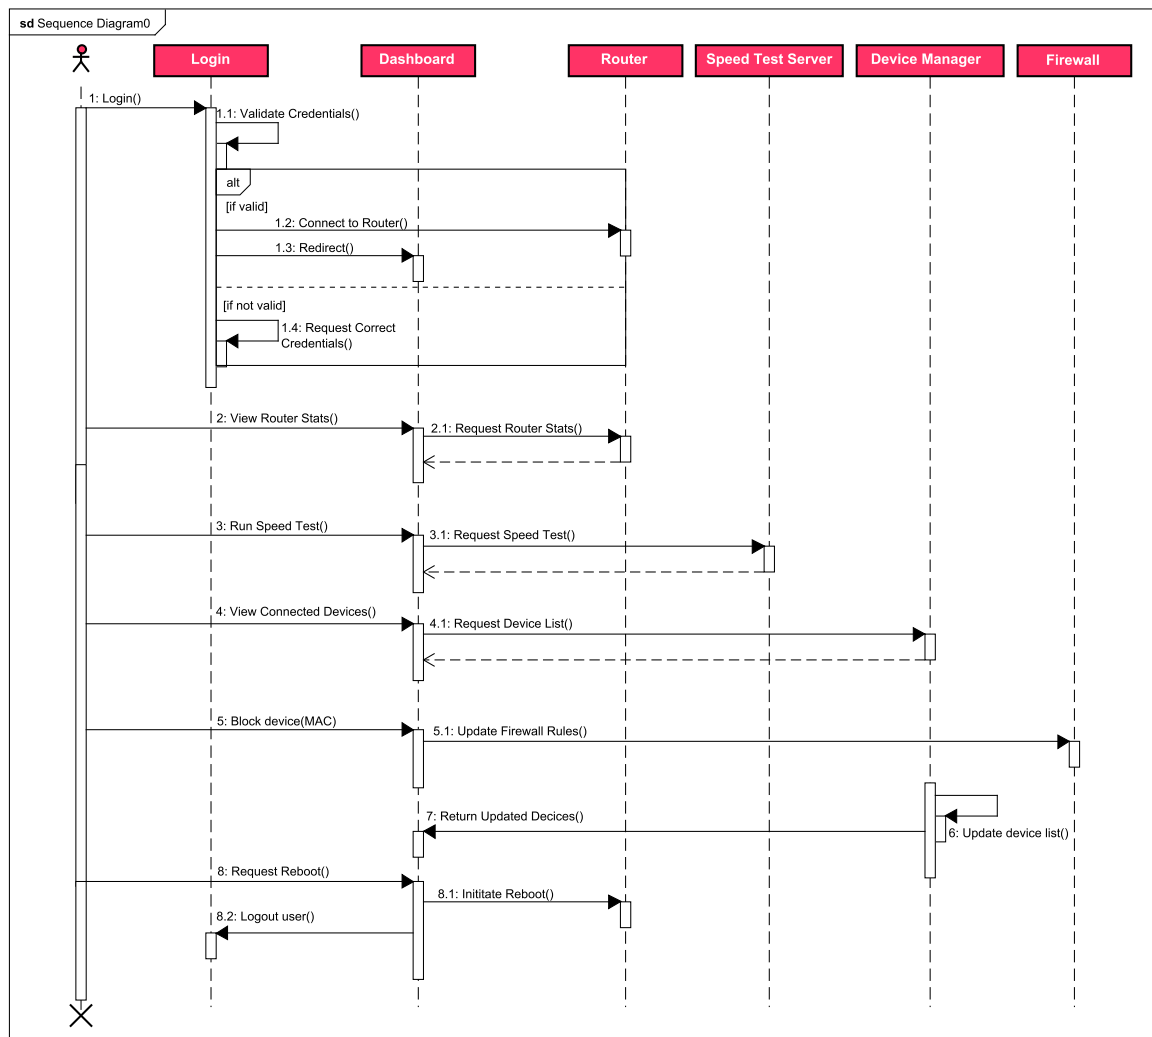 sd Sequence Diagram0
Login
Dashboard
Router
Speed Test Server
Device Manager
Firewall
1: Login()
1.1: Validate Credentials()
alt
[if valid]
1.2: Connect to Router()
1.3: Redirect()
[if not valid]
1.4: Request Correct
Credentials()
2: View Router Stats()
2.1: Request Router Stats()
3: Run Speed Test()
3.1: Request Speed Test()
4: View Connected Devices()
4.1: Request Device List()
5: Block device(MAC)
5.1: Update Firewall Rules()
7: Return Updated Decices()
6: Update device list()
8: Request Reboot()
8.1: Inititate Reboot()
8.2: Logout user()